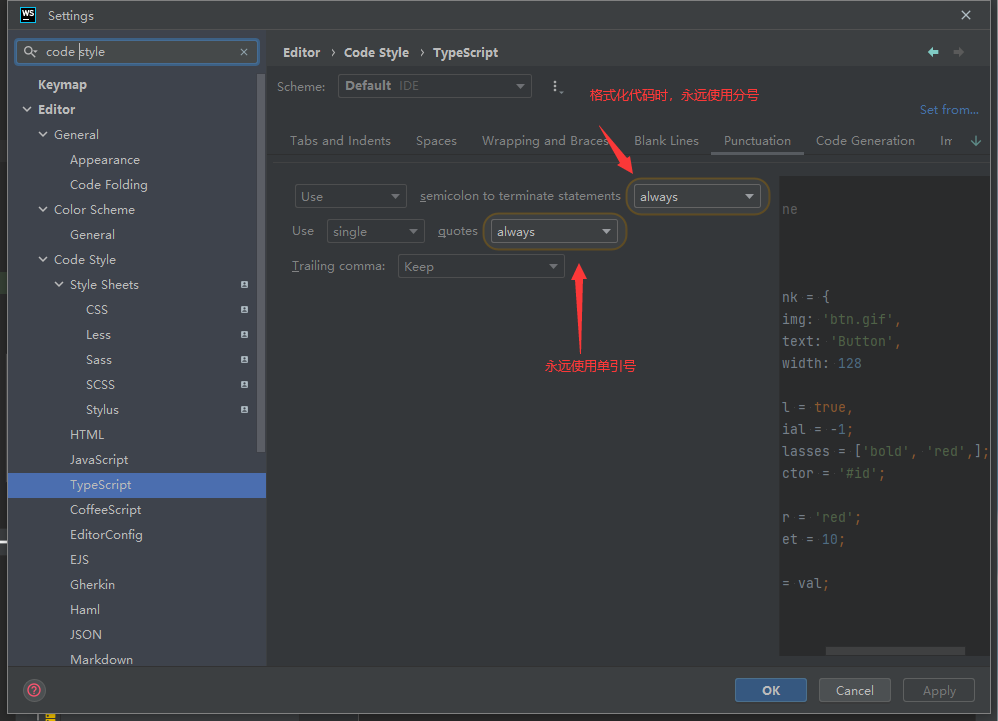 WS Settings
code style
Editor › Code Style › TypeScript
Scheme: Default IDE
格式化代码时，永远使用分号
Set from...
Tabs and Indents Spaces Wrapping and Braces Blank Lines Punctuation Code Generation Im
Use semicolon to terminate statements always
Use single quotes always
Trailing comma: Keep
永远使用单引号
Keymap
Editor
General
Appearance
Code Folding
Color Scheme
General
Code Style
Style Sheets
CSS
Less
Sass
SCSS
Stylus
HTML
JavaScript
TypeScript
CoffeeScript
EditorConfig
EJS
Gherkin
Haml
JSON
Markdown
ne
nk = {
img: 'btn.gif',
text: 'Button',
width: 128
l = true,
ial = -1;
lasses = ['bold', 'red',];
ctor = '#id';
r = 'red';
et = 10;
= val;
?
OK Cancel Apply